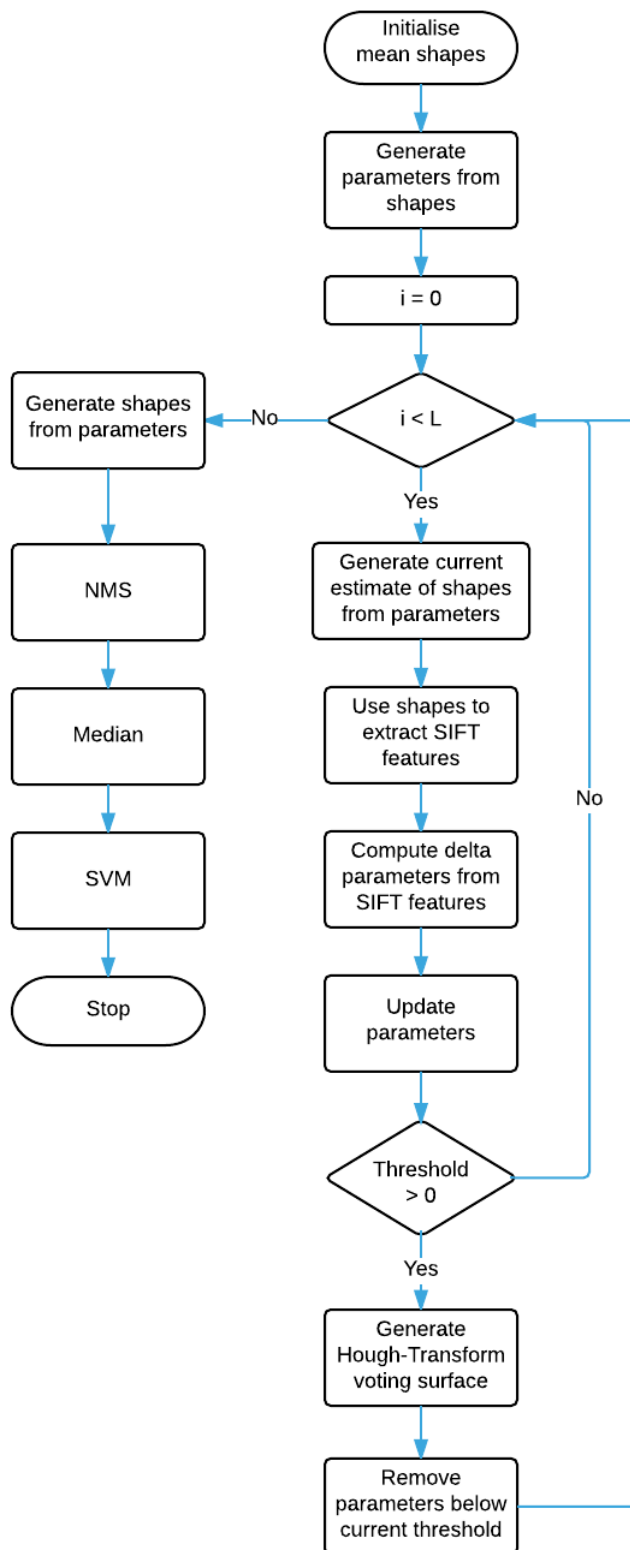 Initialise
mean shapes
Generate
parameters from
shapes
i = 0
i < L
No
Generate shapes
from parameters
NMS
Median
SVM
Stop
Yes
Generate current
estimate of shapes
from parameters
Use shapes to
extract SIFT
features
Compute delta
parameters from
SIFT features
Update
parameters
Threshold
> 0
No
Yes
Generate
Hough-Transform
voting surface
Remove
parameters below
current threshold